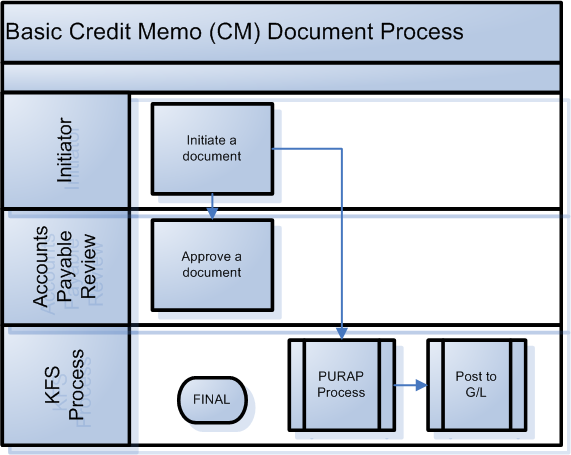 Basic Credit Memo (CM) Document Process
Initiator
Initiate a
document
Accounts
Payable
Review
Approve a
document
KFS
Process
FINAL
PURAP
Process
Post to
G/L